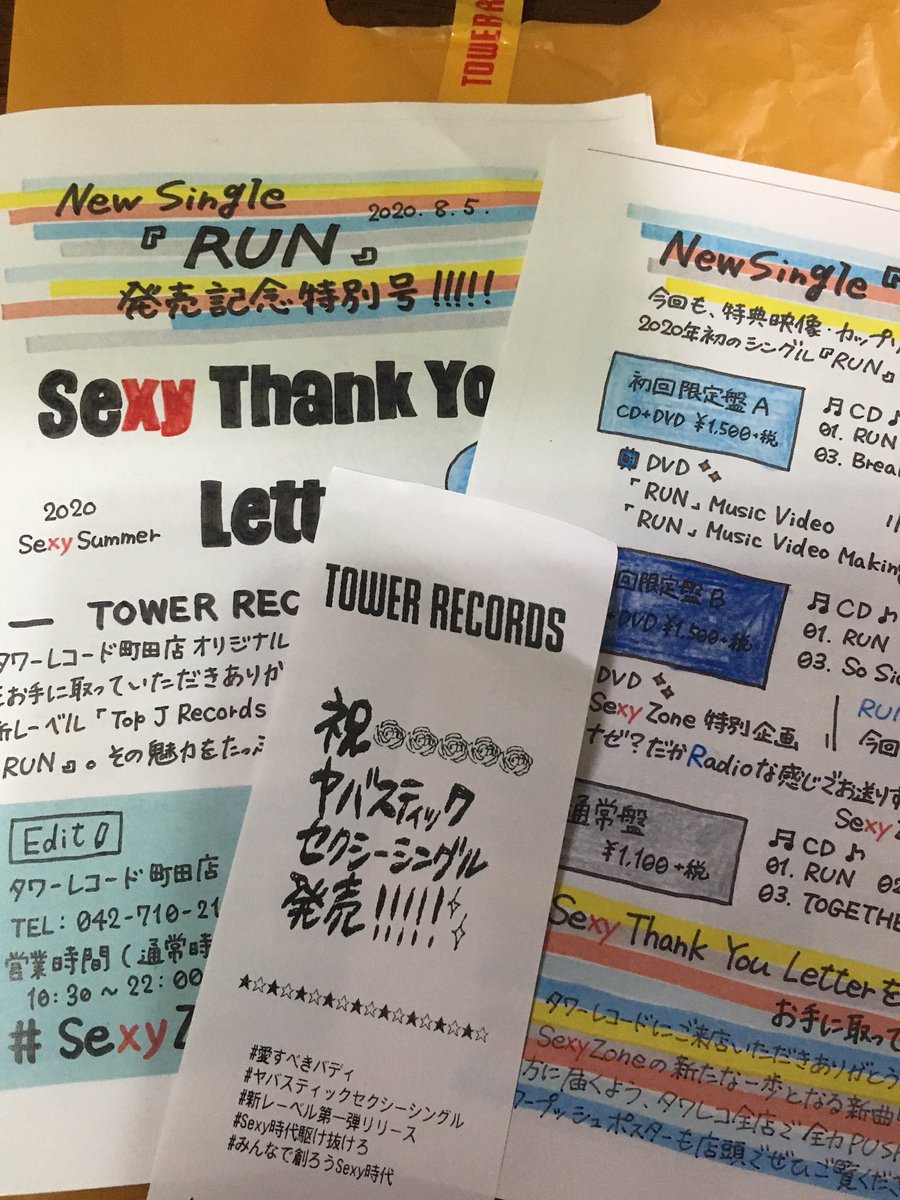 TOWER
New Single
2020.8.5.
『RUN』
発売記念特別号!!!!!
Sexy Thank Yo
2020
Sexy Summer
Lett
TOWER REC
タワーレコード町田店 オリジナル
お手に取っていただきありが
新レーベル「Top J Records
RUN』。その魅力をたっぷ
Edit
タワーレコード町田店
TEL: 042-710-21
営業時間(通常時
10:30~22:00
#Sexy
TOWER RECORDS
祝
ヤバスティック
セクシーシングル
発売!!!!!
★☆★☆★☆★☆★☆★☆★☆★☆★☆
#愛すべきバディ
#ヤバスティックセクシーシングル
#新レーベル第一弾リリース
#Sexy時代駆け抜けろ
#みんなで創ろうSexy時代
New Single『
今回も、特典映像・カップリ
2020年初のシングル『RUN』
初回限定盤A
CD+DVD ¥1,500+税
CD
01. RUN
03. Brea
DVD
「RUN」Music Video
「RUN」Music Video Making
回限定盤B
+DVD ¥1,500+税
CD
01. RUN
03. So Si
DVD
Sexy Zone 特別企画
ナゼ?だかRadioな感じでお送りす
RUN
今回
Sexy
通常盤
¥1,100+税
CD
01. RUN 02
03. TOGETHE
Sexy Thank You Letterを
お手に取って
タワーレコードにご来店いただきありがとう
Sexy Zoneの新たな一歩となる新曲
方に届くよう、タワレコ全店で全力PUSH
プッシュポスターも店頭でぜひご覧くださ